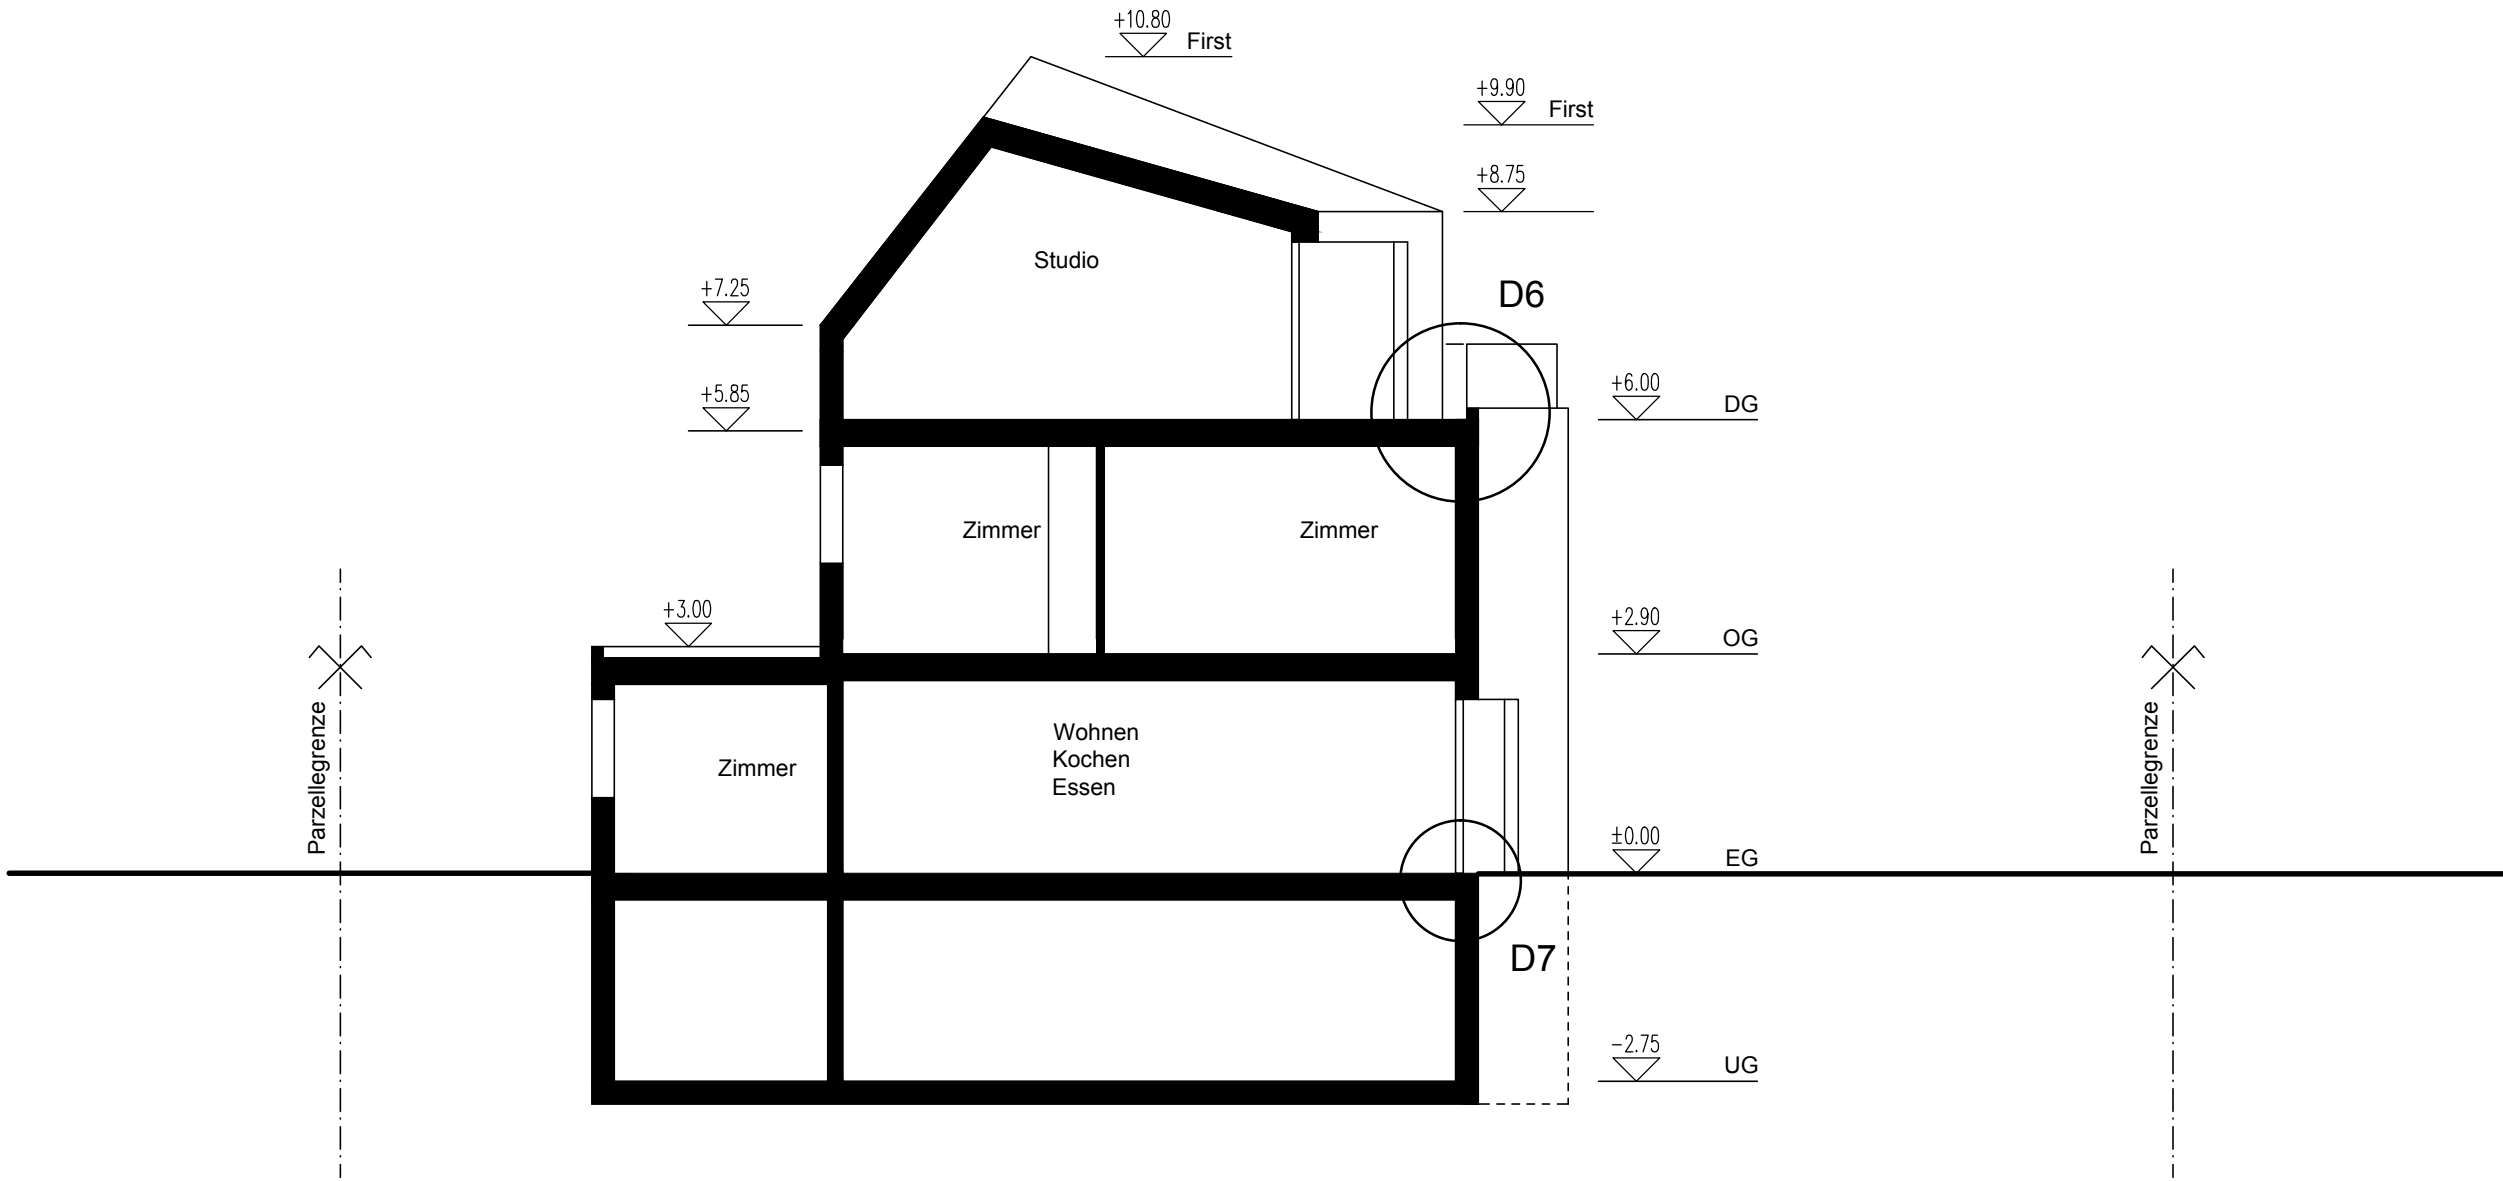 +10.80
First
+9.90
First
+8.75
Studio
+7.25
D6
+5.85
+6.00
DG
Zimmer
Zimmer
+3.00
+2.90
OG
Parzellegrenze
Zimmer
Wohnen
Kochen
Essen
Parzellegrenze
±0.00
EG
D7
-2.75
UG